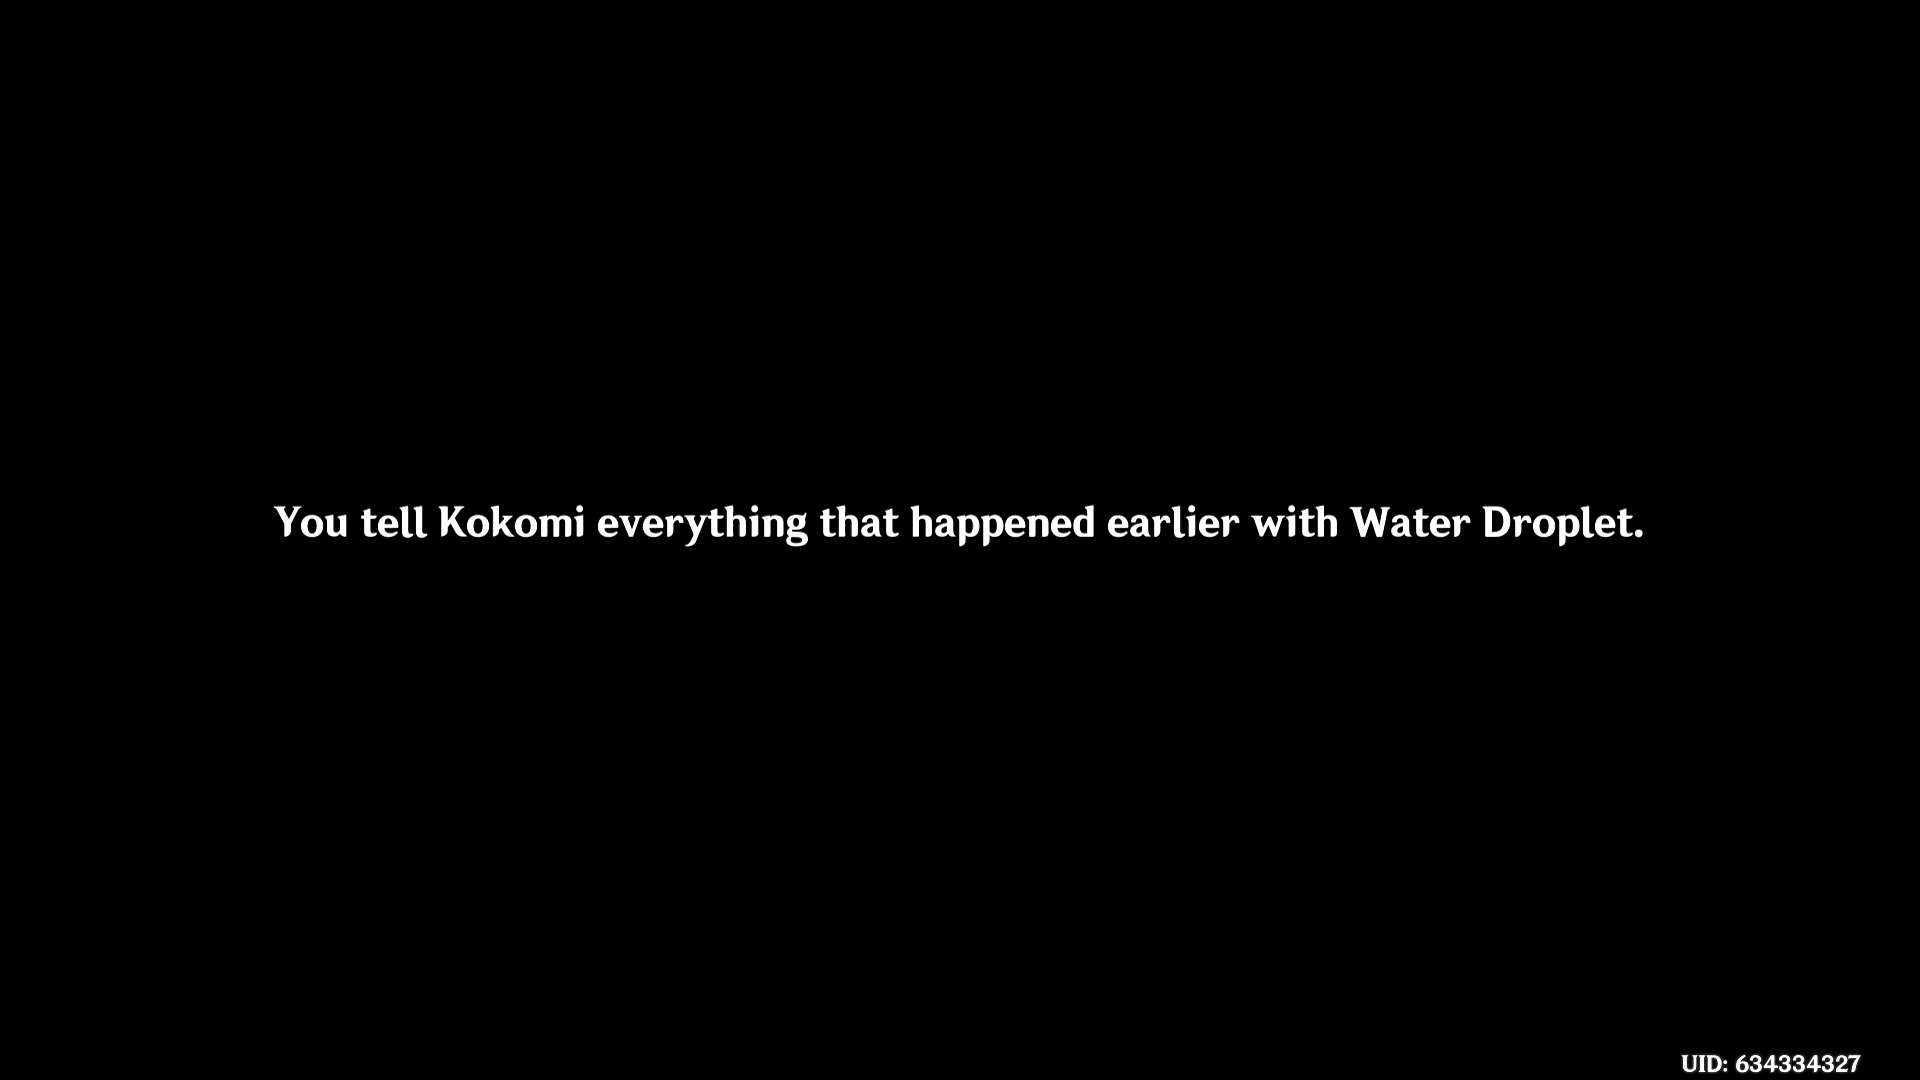 You tell Kokomi everything that happened earlier with Water Droplet.
UID: 634334327